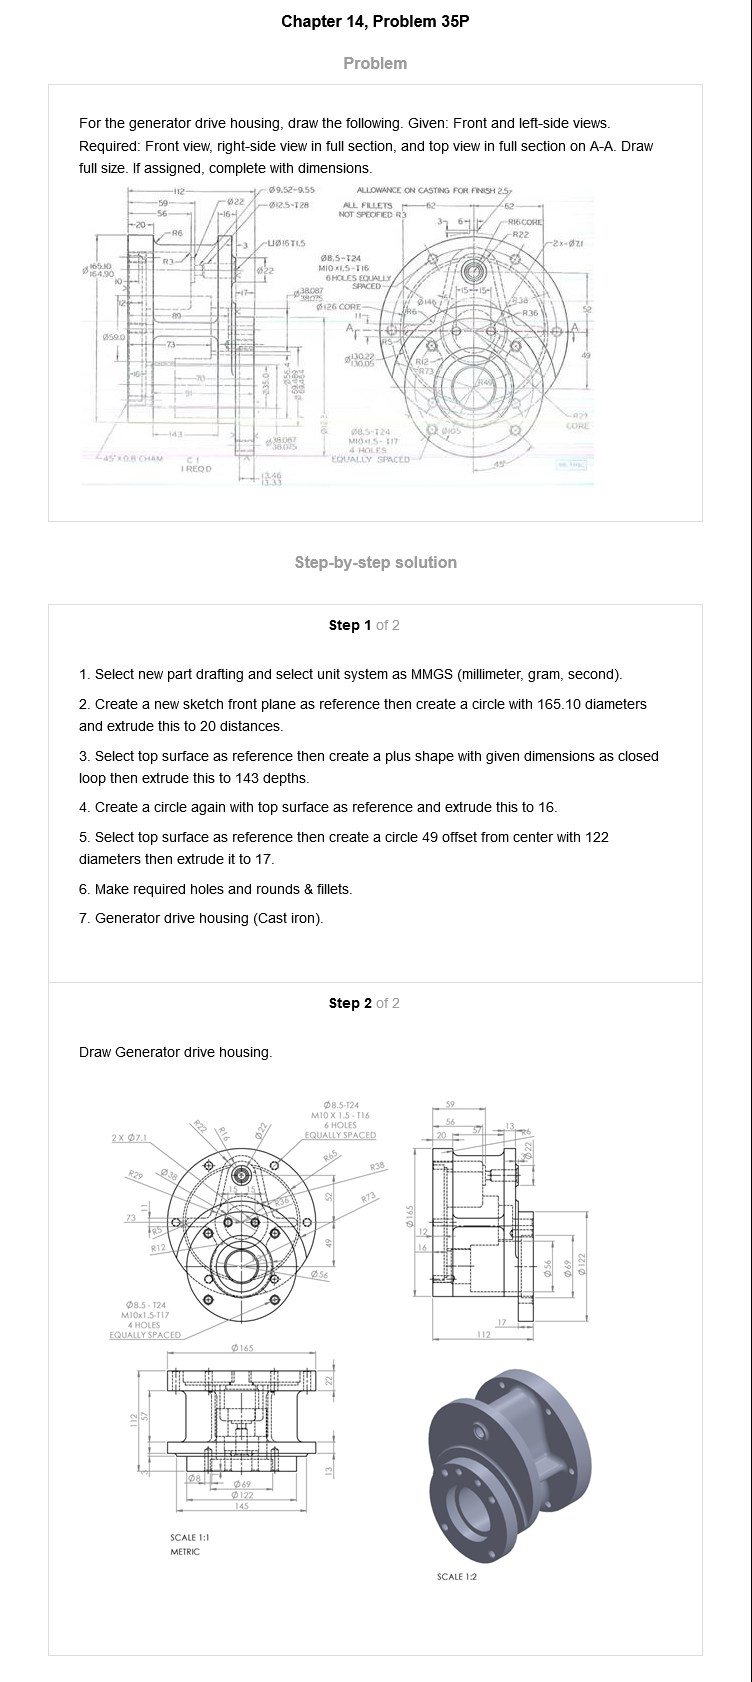 Chapter 14, Problem 35P
Problem
For the generator drive housing, draw the following. Given: Front and left-side views.
Required: Front view, right-side view in full section, and top view in full section on A-A. Draw
full size. If assigned, complete with dimensions.
112
59
56
20
R6
R3
Ø22
16
Ø9.52-9.55
Ø12.5-T28
3
Ø22
17
ALLOWANCE ON CASTING FOR FINISH 2.5
ALL FILLETS
NOT SPECIFIED R3
62
62
3
6
R16CORE
R22
2×-Ø7.1
Ø8.5-T24
M10×1.5-T16
6HOLES EQUALLY
SPACED
Ø 165.10
164.90
10
12
89
Ø59.0
73
16
70
91
143
Ø 38.087
38.075
Ø126 CORE
11
A
A
Ø146
15
15
R38
R36
R6
R5
52
49
Ø130.22
130.05
R12
R73
R49
Ø35.0
R27
CORE
Ø105
45°
Ø8.5-T24
M10×1.5-T17
4 HOLES
EQUALLY SPACED
Ø 38.087
38.075
45°×0.8 CHAM
C I
1 REQD
13.46
13.33
METRIC
Step-by-step solution
Step 1 of 2
1. Select new part drafting and select unit system as MMGS (millimeter, gram, second).
2. Create a new sketch front plane as reference then create a circle with 165.10 diameters
and extrude this to 20 distances.
3. Select top surface as reference then create a plus shape with given dimensions as closed
loop then extrude this to 143 depths.
4. Create a circle again with top surface as reference and extrude this to 16.
5. Select top surface as reference then create a circle 49 offset from center with 122
diameters then extrude it to 17.
6. Make required holes and rounds & fillets.
7. Generator drive housing (Cast iron).
Step 2 of 2
Draw Generator drive housing.
Ø8.5-T24
M10 X 1.5 - T16
6 HOLES
EQUALLY SPACED
R22
R16
Ø22
2X Ø7.1
R65
R29
Ø38
R38
15
15
R36
R73
52
11
73
R5
R12
49
Ø56
Ø8.5 - T24
M10x1.5-T17
4 HOLES
EQUALLY SPACED
59
56
57
13
20
R6
Ø22
Ø165
12
16
Ø56
Ø69
Ø122
17
112
Ø165
22
112
57
3
13
Ø8
Ø69
Ø122
145
SCALE 1:1
METRIC
SCALE 1:2